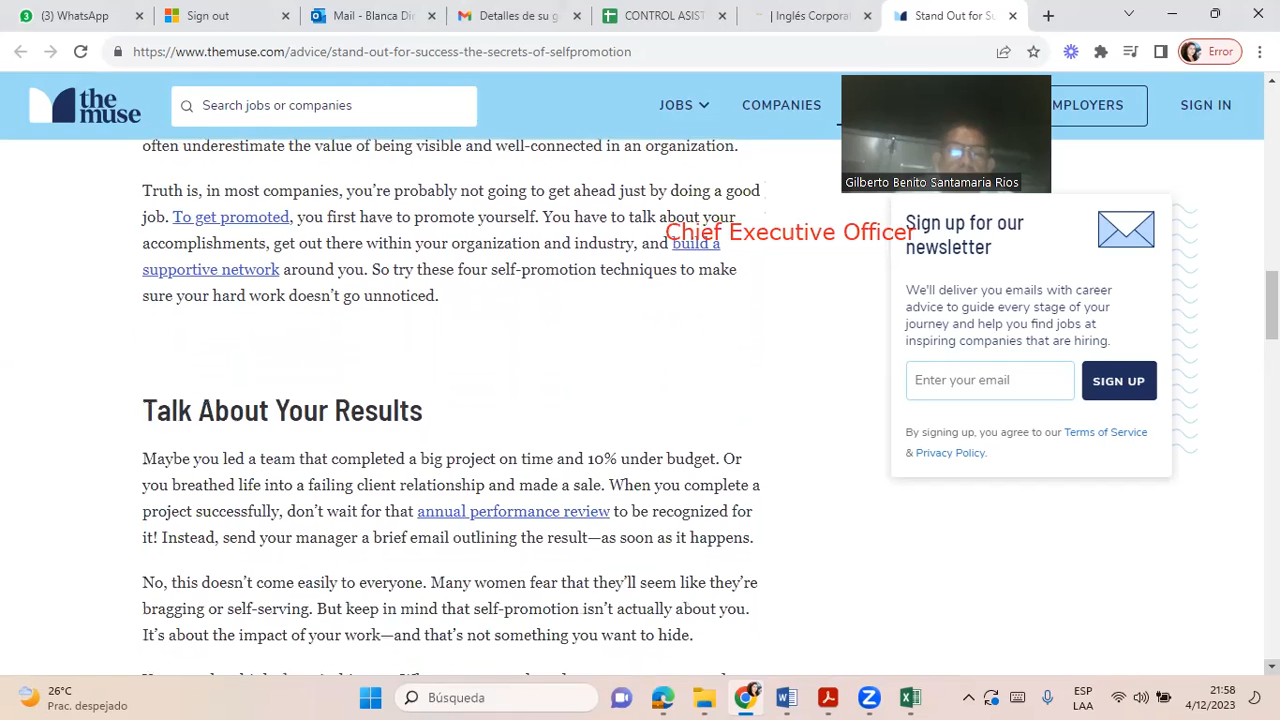 (3) WhatsApp
Sign out
Mail - Blanca Di
Detalles de su g
CONTROL ASIST
Inglés Corporat
Stand Out for Su
https://www.themuse.com/advice/stand-out-for-success-the-secrets-of-selfpromotion
Error
the muse
Search jobs or companies
JOBS
COMPANIES
MPLOYERS
SIGN IN
Gilberto Benito Santamaria Rios
often underestimate the value of being visible and well-connected in an organization.
Truth is, in most companies, you're probably not going to get ahead just by doing a good
job. To get promoted, you first have to promote yourself. You have to talk about your
accomplishments, get out there within your organization and industry, and build a
supportive network around you. So try these four self-promotion techniques to make
sure your hard work doesn't go unnoticed.
Chief Executive Officer
Sign up for our
newsletter
We'll deliver you emails with career
advice to guide every stage of your
journey and help you find jobs at
inspiring companies that are hiring.
Enter your email
SIGN UP
By signing up, you agree to our Terms of Service
& Privacy Policy.
Talk About Your Results
Maybe you led a team that completed a big project on time and 10% under budget. Or
you breathed life into a failing client relationship and made a sale. When you complete a
project successfully, don't wait for that annual performance review to be recognized for
it! Instead, send your manager a brief email outlining the result—as soon as it happens.
No, this doesn't come easily to everyone. Many women fear that they'll seem like they're
bragging or self-serving. But keep in mind that self-promotion isn't actually about you.
It's about the impact of your work—and that's not something you want to hide.
26°C
Prac. despejado
Búsqueda
ESP
LAA
21:58
4/12/2023